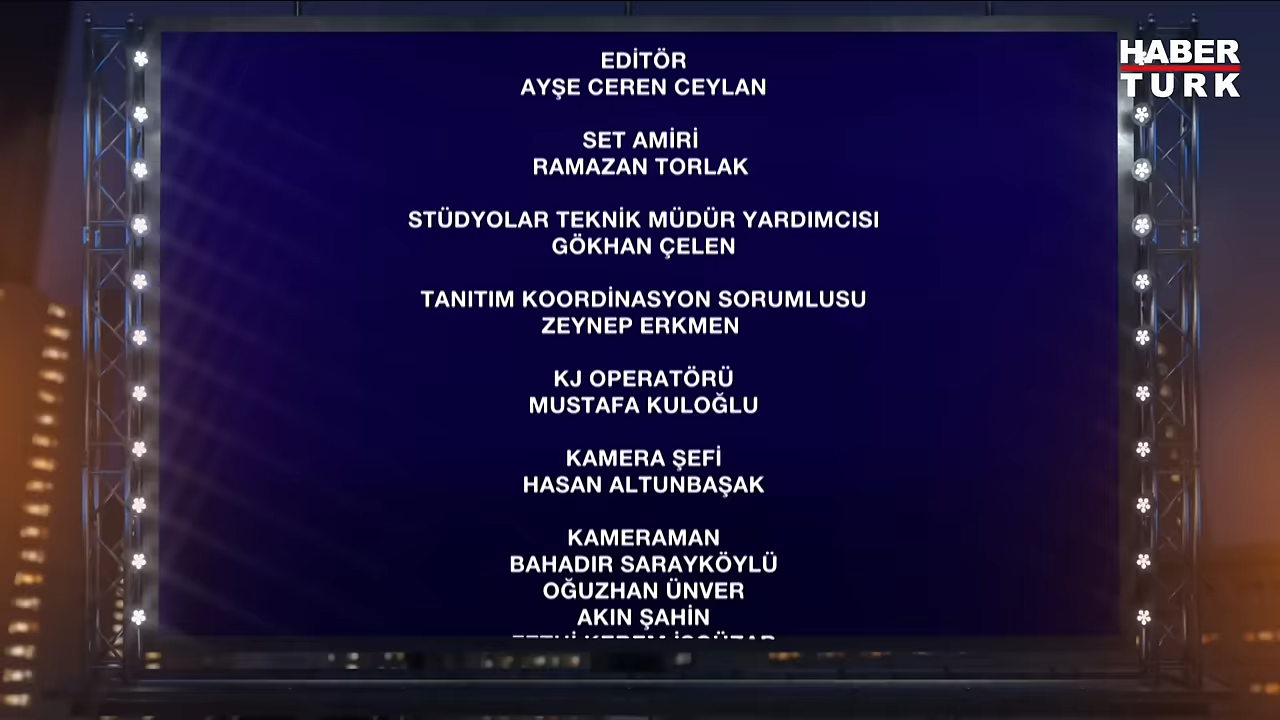 HABER
TURK
EDİTÖR
AYŞE CEREN CEYLAN
SET AMİRİ
RAMAZAN TORLAK
STÜDYOLAR TEKNİK MÜDÜR YARDIMCISI
GÖKHAN ÇELEN
TANITIM KOORDİNASYON SORUMLUSU
ZEYNEP ERKMEN
KJ OPERATÖRÜ
MUSTAFA KULOĞLU
KAMERA ŞEFİ
HASAN ALTUNBAŞAK
KAMERAMAN
BAHADIR SARAYKÖYLÜ
OĞUZHAN ÜNVER
AKIN ŞAHİN